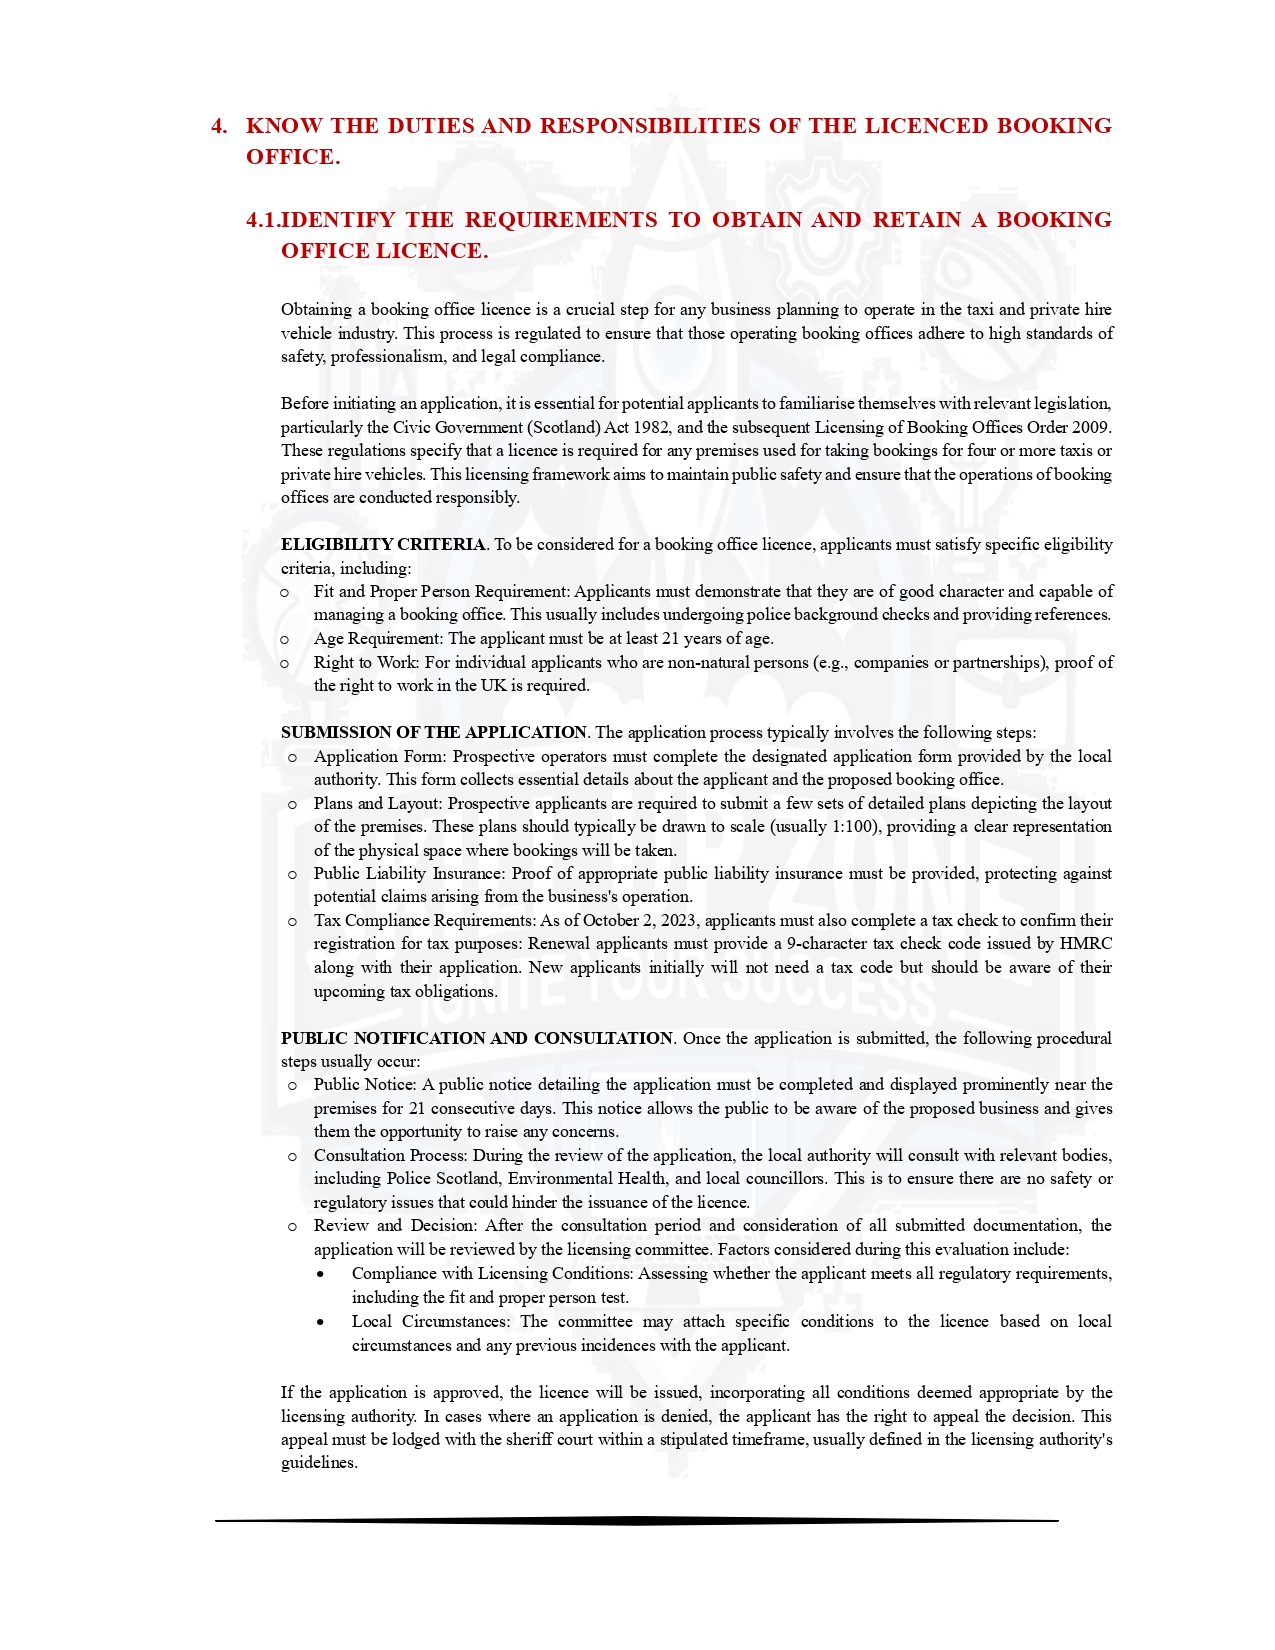 4. KNOW THE DUTIES AND RESPONSIBILITIES OF THE LICENCED BOOKING
OFFICE.
4.1.IDENTIFY THE REQUIREMENTS TO OBTAIN AND RETAIN A BOOKING
OFFICE LICENCE.
Obtaining a booking office licence is a crucial step for any business planning to operate in the taxi and private hire
vehicle industry. This process is regulated to ensure that those operating booking offices adhere to high standards of
safety, professionalism, and legal compliance.
Before initiating an application, it is essential for potential applicants to familiarise themselves with relevant legislation,
particularly the Civic Government (Scotland) Act 1982, and the subsequent Licensing of Booking Offices Order 2009.
These regulations specify that a licence is required for any premises used for taking bookings for four or more taxis or
private hire vehicles. This licensing framework aims to maintain public safety and ensure that the operations of booking
offices are conducted responsibly.
ELIGIBILITY CRITERIA. To be considered for a booking office licence, applicants must satisfy specific eligibility
criteria, including:
o Fit and Proper Person Requirement: Applicants must demonstrate that they are of good character and capable of
managing a booking office. This usually includes undergoing police background checks and providing references.
o Age Requirement: The applicant must be at least 21 years of age.
o Right to Work: For individual applicants who are non-natural persons (e.g., companies or partnerships), proof of
the right to work in the UK is required.
SUBMISSION OF THE APPLICATION. The application process typically involves the following steps:
o Application Form: Prospective operators must complete the designated application form provided by the local
authority. This form collects essential details about the applicant and the proposed booking office.
o Plans and Layout: Prospective applicants are required to submit a few sets of detailed plans depicting the layout
of the premises. These plans should typically be drawn to scale (usually 1:100), providing a clear representation
of the physical space where bookings will be taken.
o Public Liability Insurance: Proof of appropriate public liability insurance must be provided, protecting against
potential claims arising from the business's operation.
o Tax Compliance Requirements: As of October 2, 2023, applicants must also complete a tax check to confirm their
registration for tax purposes: Renewal applicants must provide a 9-character tax check code issued by HMRC
along with their application. New applicants initially will not need a tax code but should be aware of their
upcoming tax obligations.
IGNITE YOUR SUCCESS
PUBLIC NOTIFICATION AND CONSULTATION. Once the application is submitted, the following procedural
steps usually occur:
o Public Notice: A public notice detailing the application must be completed and displayed prominently near the
premises for 21 consecutive days. This notice allows the public to be aware of the proposed business and gives
them the opportunity to raise any concerns.
o Consultation Process: During the review of the application, the local authority will consult with relevant bodies,
including Police Scotland, Environmental Health, and local councillors. This is to ensure there are no safety or
regulatory issues that could hinder the issuance of the licence.
o Review and Decision: After the consultation period and consideration of all submitted documentation, the
application will be reviewed by the licensing committee. Factors considered during this evaluation include:
• Compliance with Licensing Conditions: Assessing whether the applicant meets all regulatory requirements,
including the fit and proper person test.
• Local Circumstances: The committee may attach specific conditions to the licence based on local
circumstances and any previous incidences with the applicant.
If the application is approved, the licence will be issued, incorporating all conditions deemed appropriate by the
licensing authority. In cases where an application is denied, the applicant has the right to appeal the decision. This
appeal must be lodged with the sheriff court within a stipulated timeframe, usually defined in the licensing authority's
guidelines.